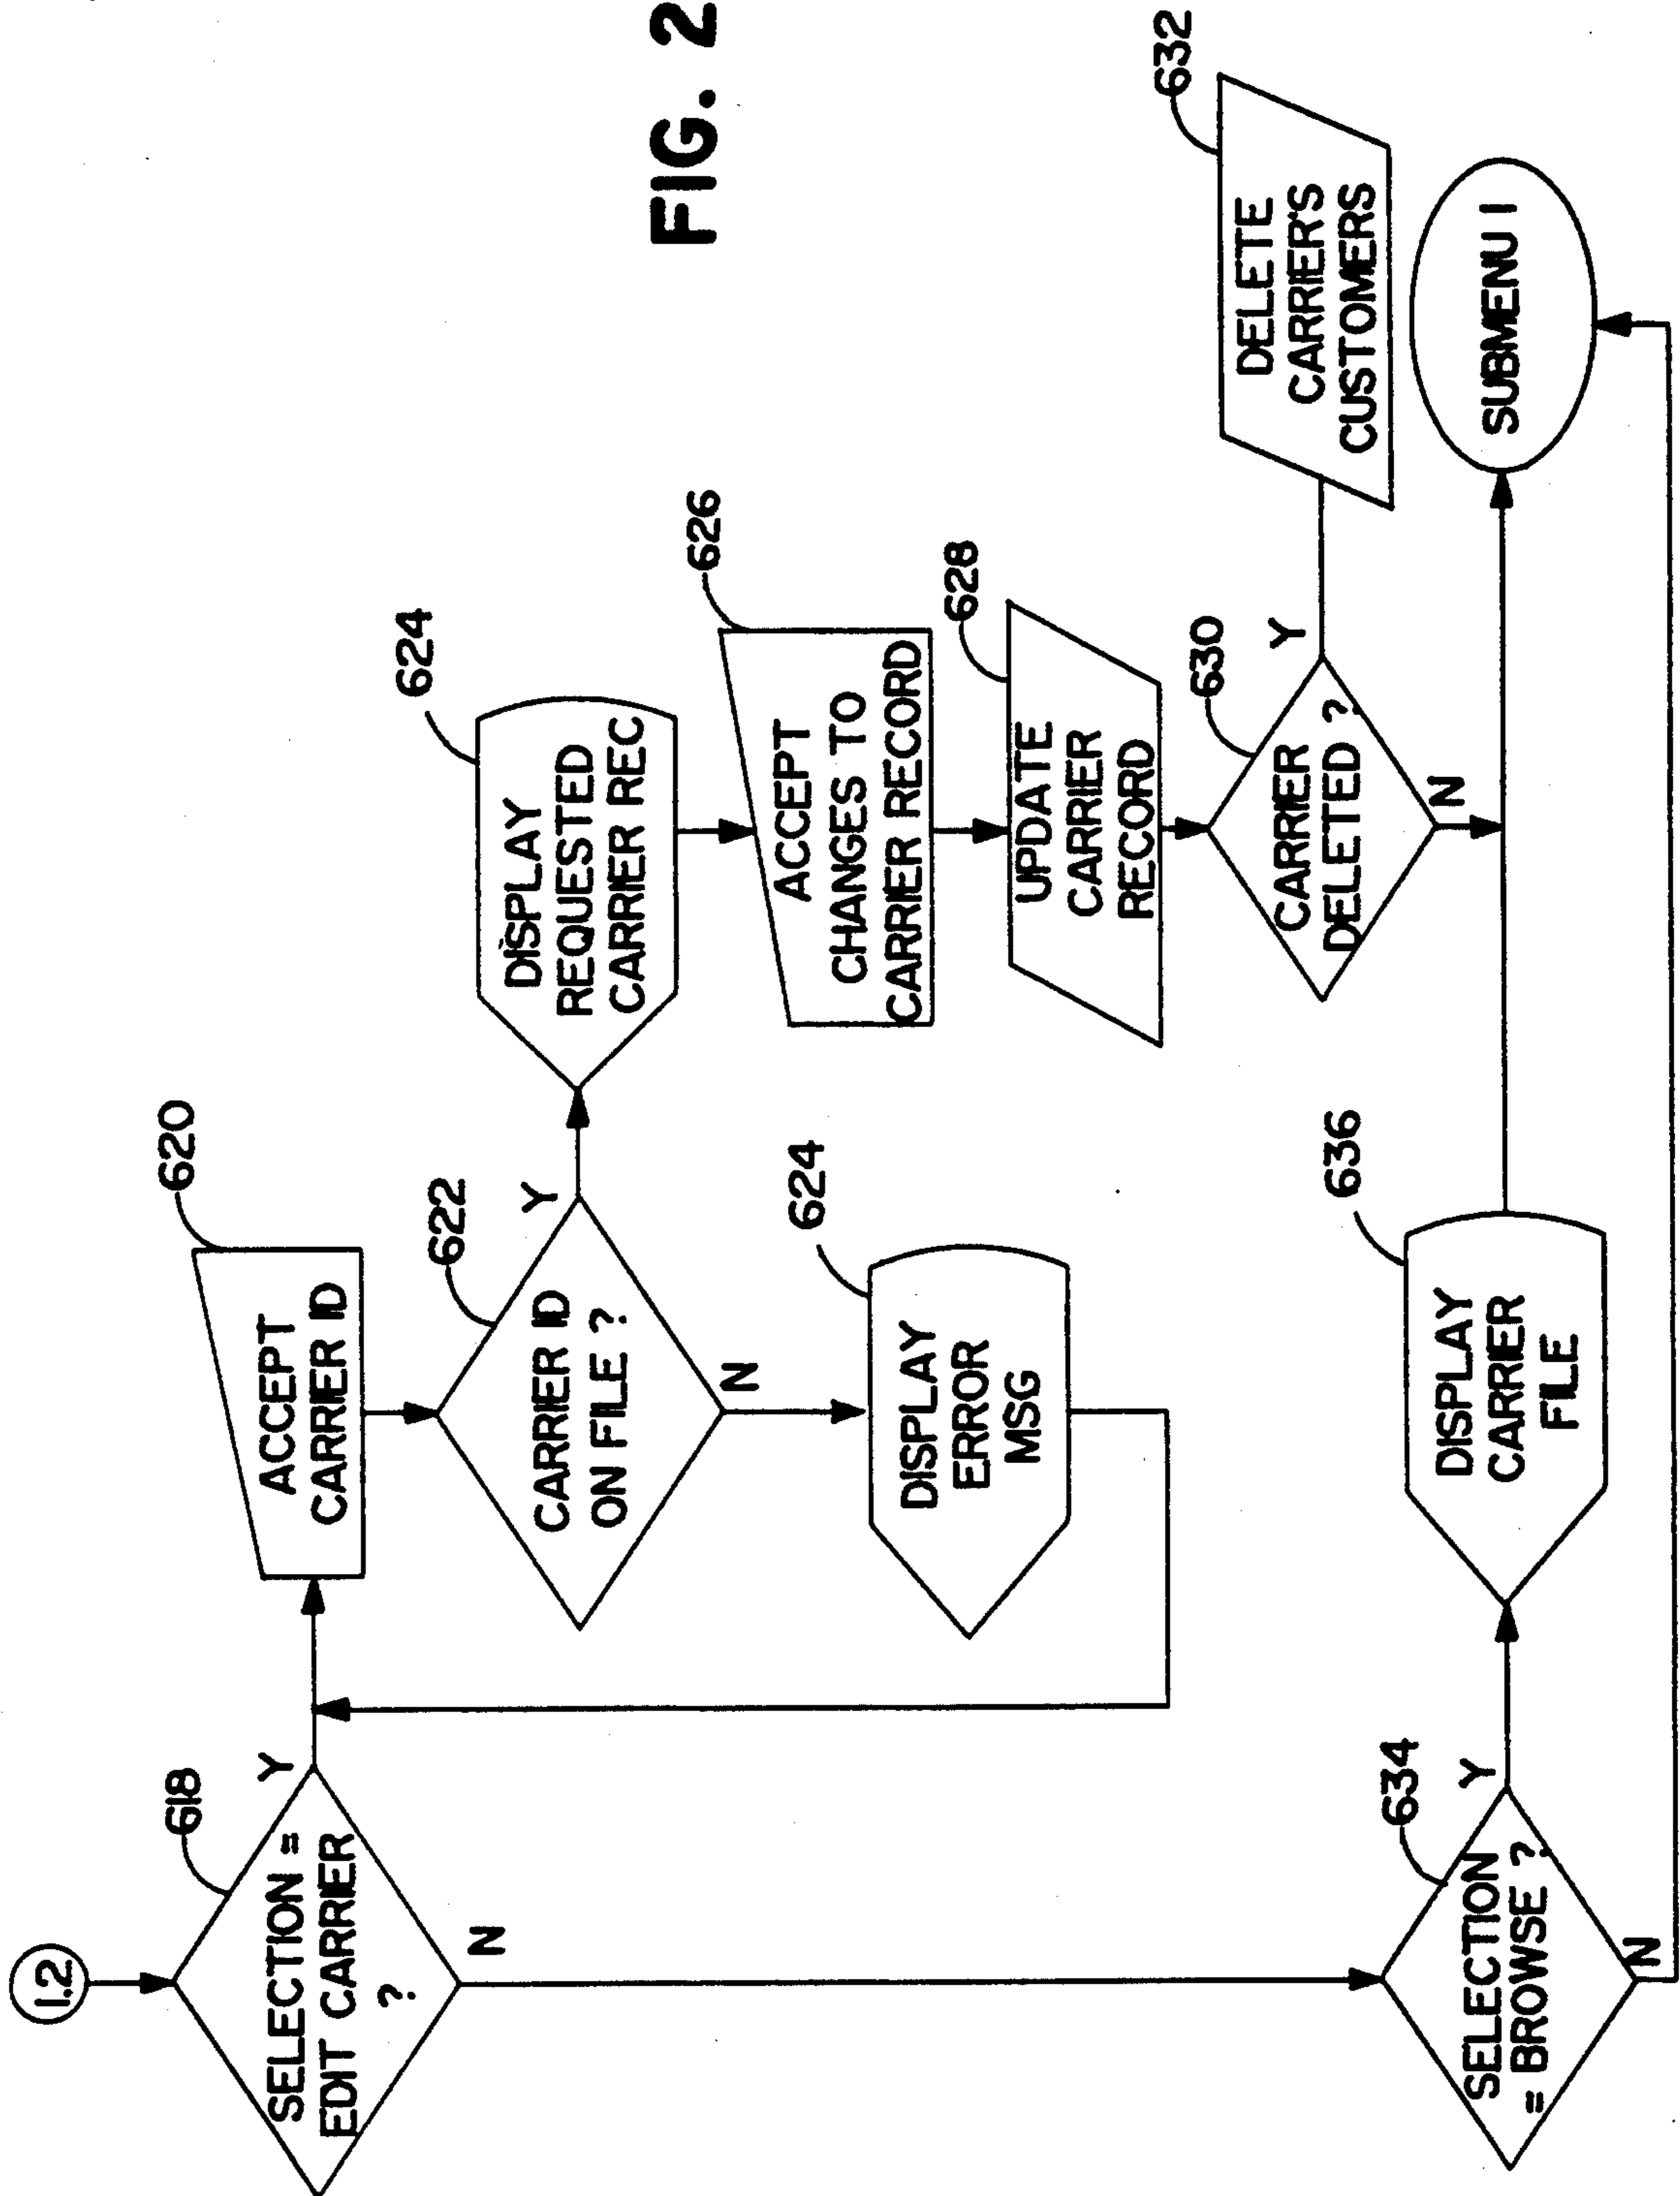 1.2
618
SELECTION =
EDIT CARRIER
?
Y
N
620
ACCEPT
CARRIER ID
622
CARRIER ID
ON FILE ?
Y
N
624
DISPLAY
ERROR
MSG
624
DISPLAY
REQUESTED
CARRIER REC
626
ACCEPT
CHANGES TO
CARRIER RECORD
628
UPDATE
CARRIER
RECORD
630
CARRIER
DELETED ?
Y
N
632
DELETE
CARRIER'S
CUSTOMERS
634
SELECTION
= BROWSE ?
Y
N
636
DISPLAY
CARRIER
FILE
SUBMENU 1
FIG. 2